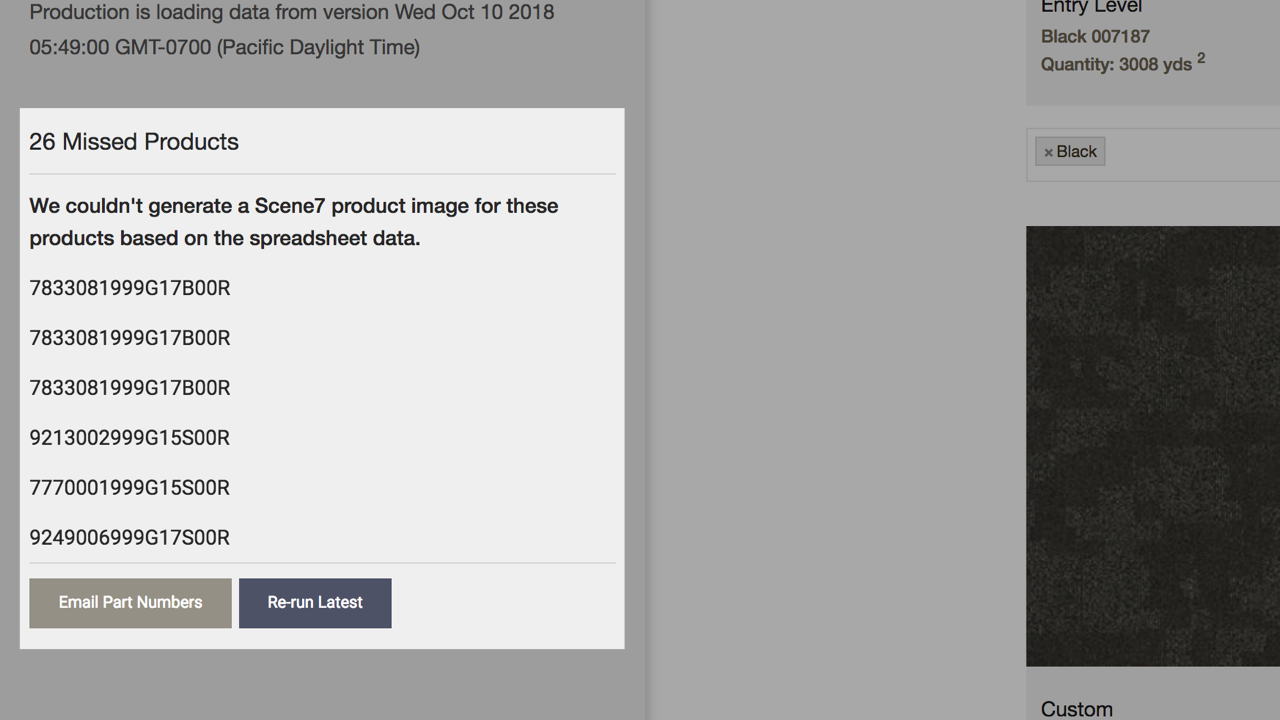 Production is loading data from version Wed Oct 10 2018
05:49:00 GMT-0700 (Pacific Daylight Time)
26 Missed Products
We couldn't generate a Scene7 product image for these
products based on the spreadsheet data.
7833081999G17B00R
7833081999G17B00R
7833081999G17B00R
9213002999G15S00R
7770001999G15S00R
9249006999G17S00R
Email Part Numbers
Re-run Latest
Entry Level
Black 007187
Quantity: 3008 yds ²
× Black
Custom